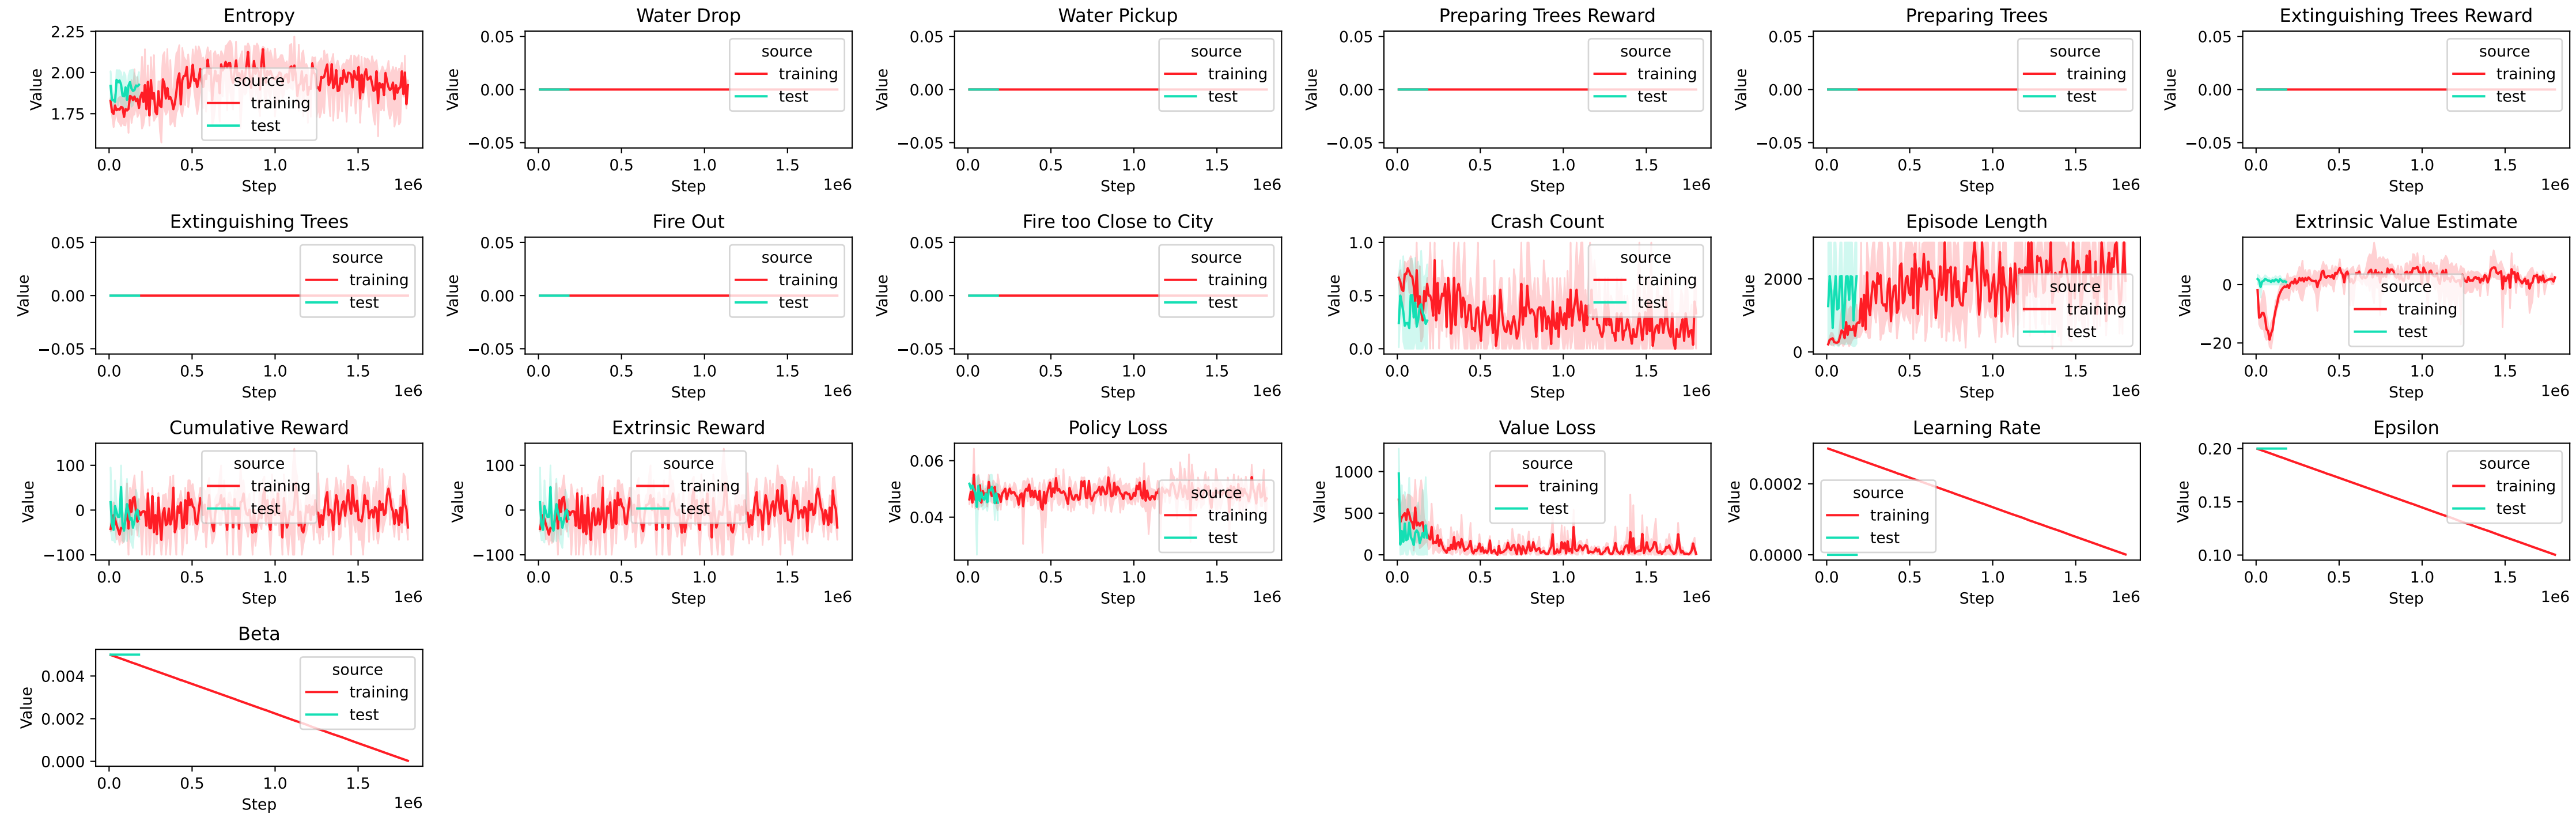 Entropy
2.25
2.00
1.75
Value
source
training
test
0.0 0.5 1.0 1.5
Step
1e6
Water Drop
0.05
0.00
−0.05
Value
source
training
test
0.0 0.5 1.0 1.5
Step
1e6
Water Pickup
0.05
0.00
−0.05
Value
source
training
test
0.0 0.5 1.0 1.5
Step
1e6
Preparing Trees Reward
0.05
0.00
−0.05
Value
source
training
test
0.0 0.5 1.0 1.5
Step
1e6
Preparing Trees
0.05
0.00
−0.05
Value
source
training
test
0.0 0.5 1.0 1.5
Step
1e6
Extinguishing Trees Reward
0.05
0.00
−0.05
Value
source
training
test
0.0 0.5 1.0 1.5
Step
1e6
Extinguishing Trees
0.05
0.00
−0.05
Value
source
training
test
0.0 0.5 1.0 1.5
Step
1e6
Fire Out
0.05
0.00
−0.05
Value
source
training
test
0.0 0.5 1.0 1.5
Step
1e6
Fire too Close to City
0.05
0.00
−0.05
Value
source
training
test
0.0 0.5 1.0 1.5
Step
1e6
Crash Count
1.0
0.5
0.0
Value
source
training
test
0.0 0.5 1.0 1.5
Step
1e6
Episode Length
2000
0
Value
source
training
test
0.0 0.5 1.0 1.5
Step
1e6
Extrinsic Value Estimate
0
−20
Value
source
training
test
0.0 0.5 1.0 1.5
Step
1e6
Cumulative Reward
100
0
−100
Value
source
training
test
0.0 0.5 1.0 1.5
Step
1e6
Extrinsic Reward
100
0
−100
Value
source
training
test
0.0 0.5 1.0 1.5
Step
1e6
Policy Loss
0.06
0.04
Value
source
training
test
0.0 0.5 1.0 1.5
Step
1e6
Value Loss
1000
500
0
Value
source
training
test
0.0 0.5 1.0 1.5
Step
1e6
Learning Rate
0.0002
0.0000
Value
source
training
test
0.0 0.5 1.0 1.5
Step
1e6
Epsilon
0.20
0.15
0.10
Value
source
training
test
0.0 0.5 1.0 1.5
Step
1e6
Beta
0.004
0.002
0.000
Value
source
training
test
0.0 0.5 1.0 1.5
Step
1e6